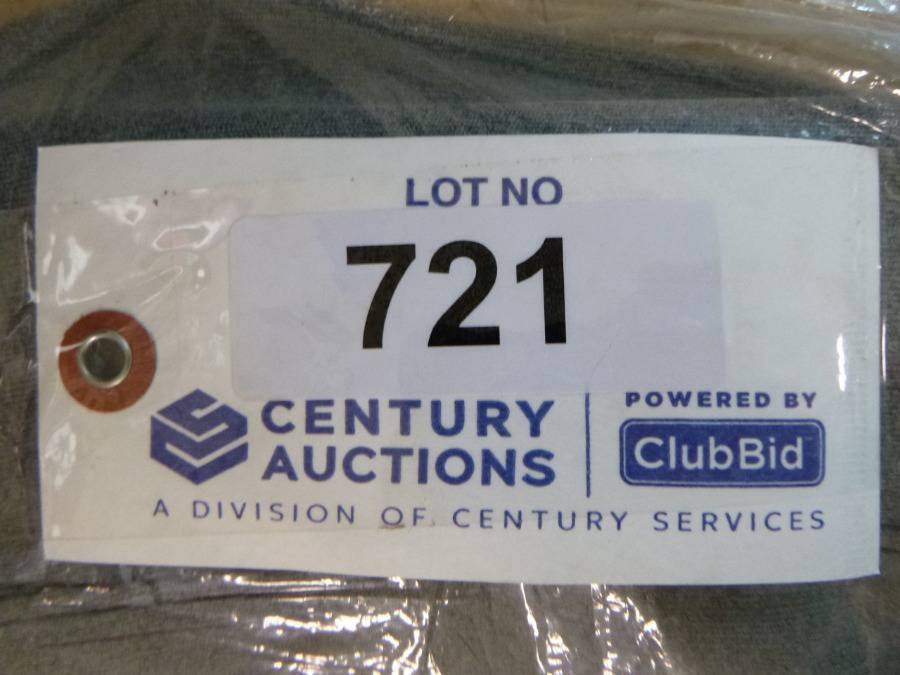 LOT NO
721
CENTURY
AUCTIONS
POWERED BY
ClubBid
A DIVISION OF CENTURY SERVICES